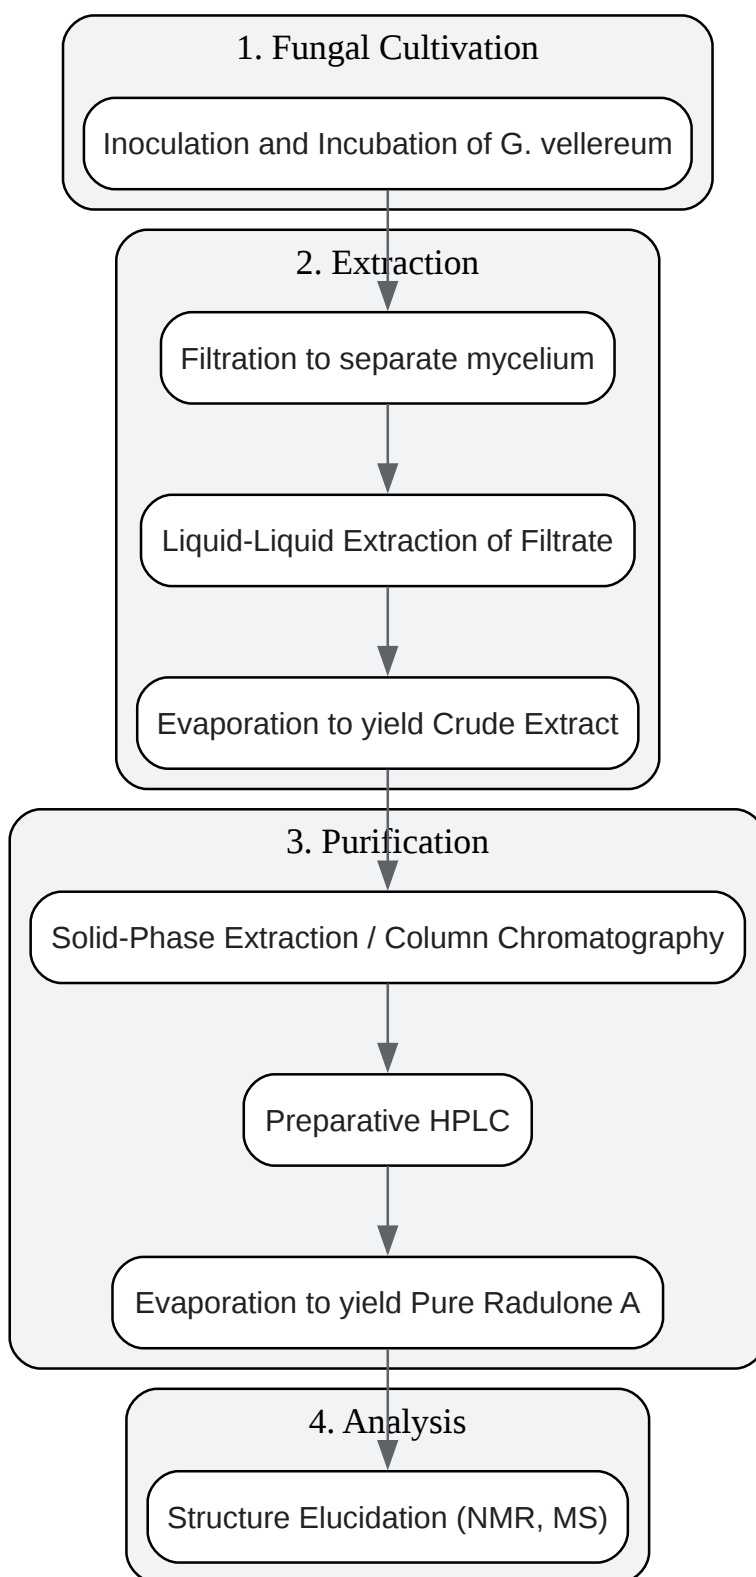 1. Fungal Cultivation
Inoculation and Incubation of G. vellereum
2. Extraction
Filtration to separate mycelium
Liquid-Liquid Extraction of Filtrate
Evaporation to yield Crude Extract
3. Purification
Solid-Phase Extraction / Column Chromatography
Preparative HPLC
Evaporation to yield Pure Radulone A
4. Analysis
Structure Elucidation (NMR, MS)